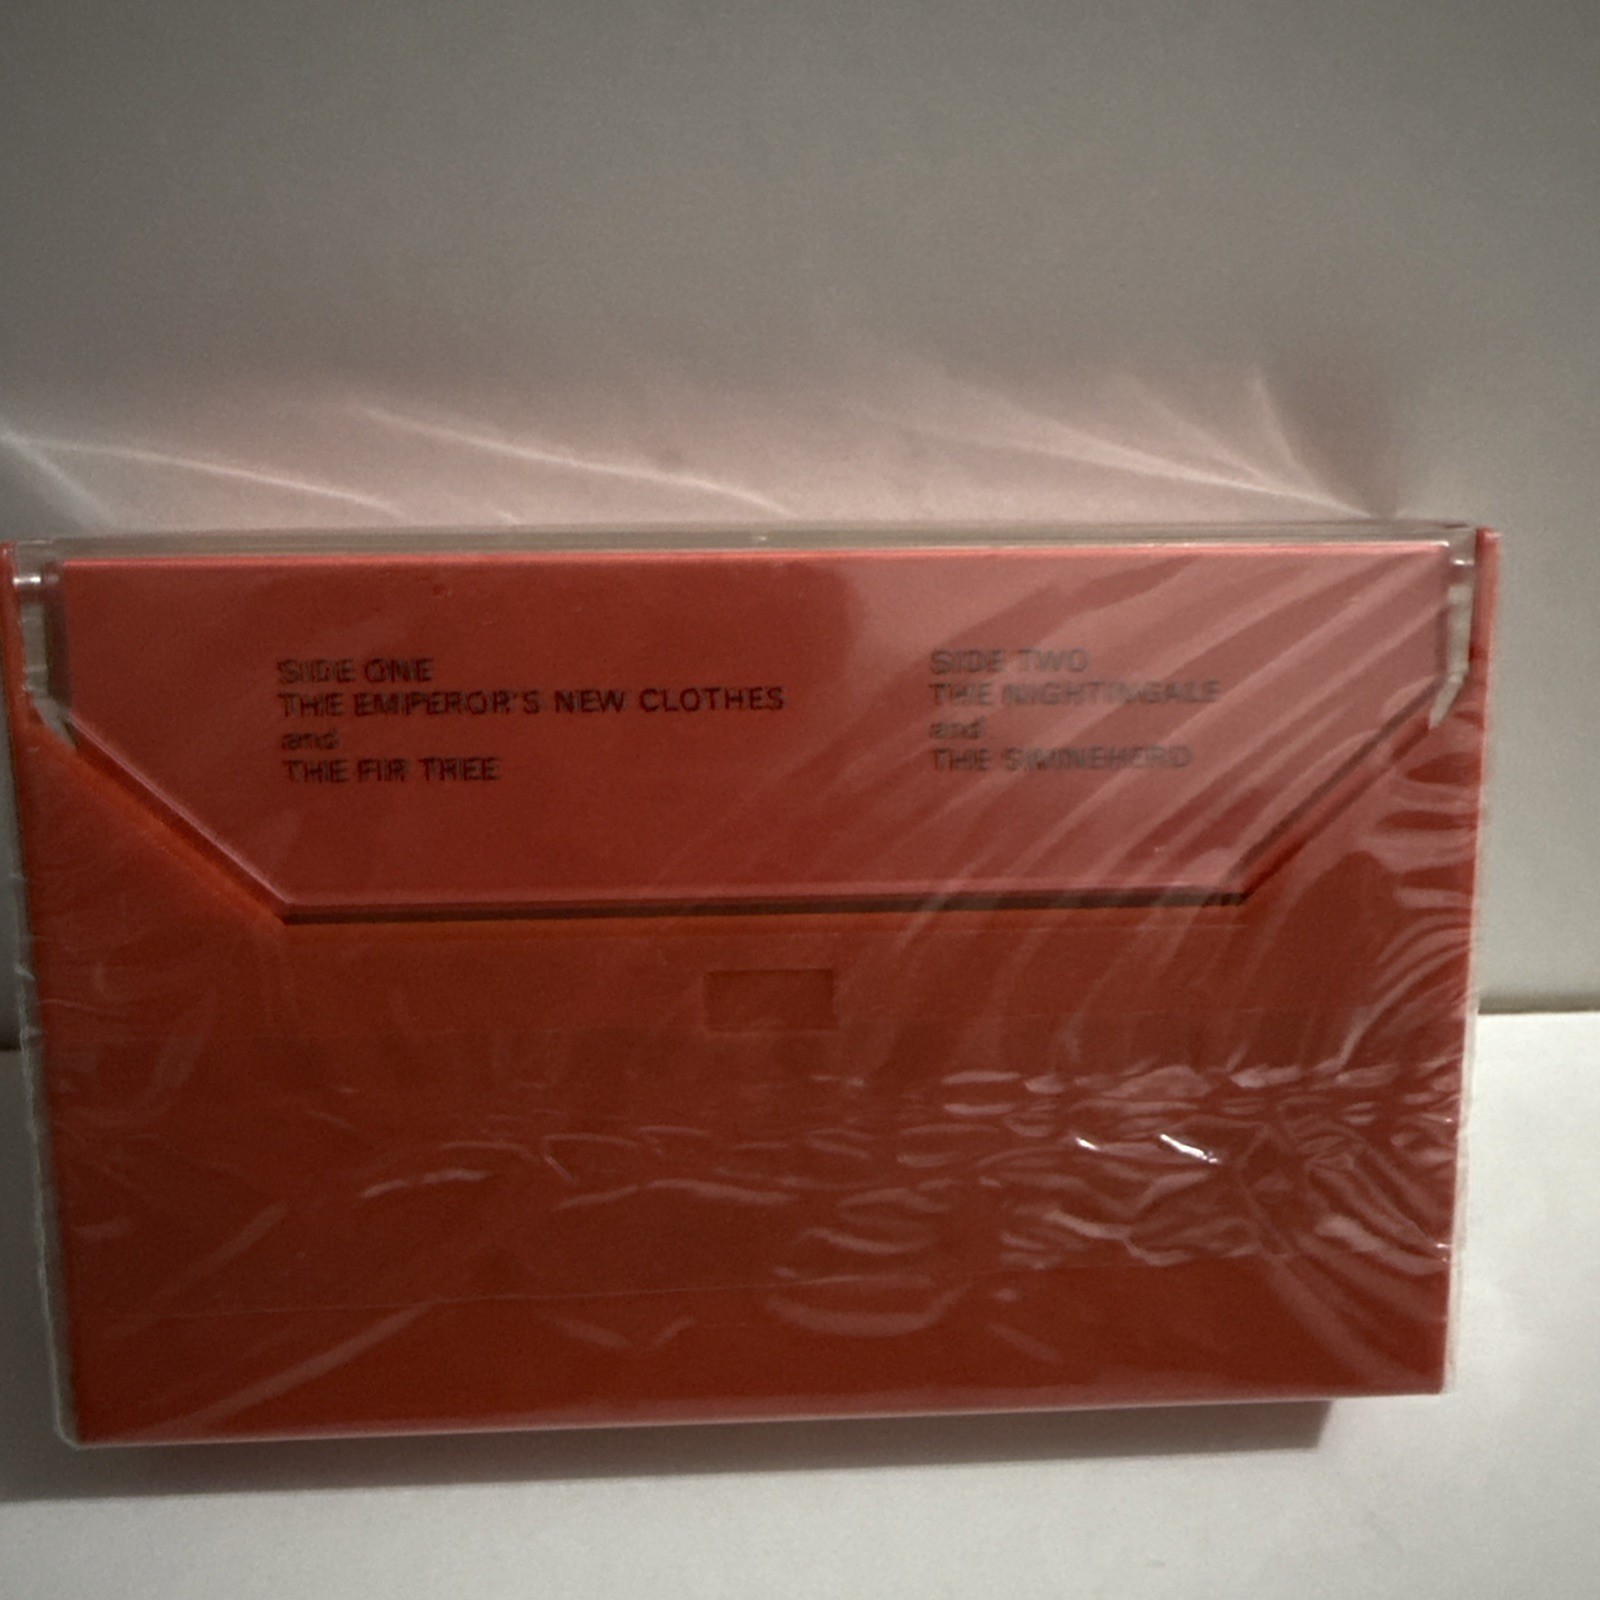 SIDE ONE
THE EMPEROR'S NEW CLOTHES
and
THE FIR TREE
SIDE TWO
THE NIGHTINGALE
and
THE SWINEHERD